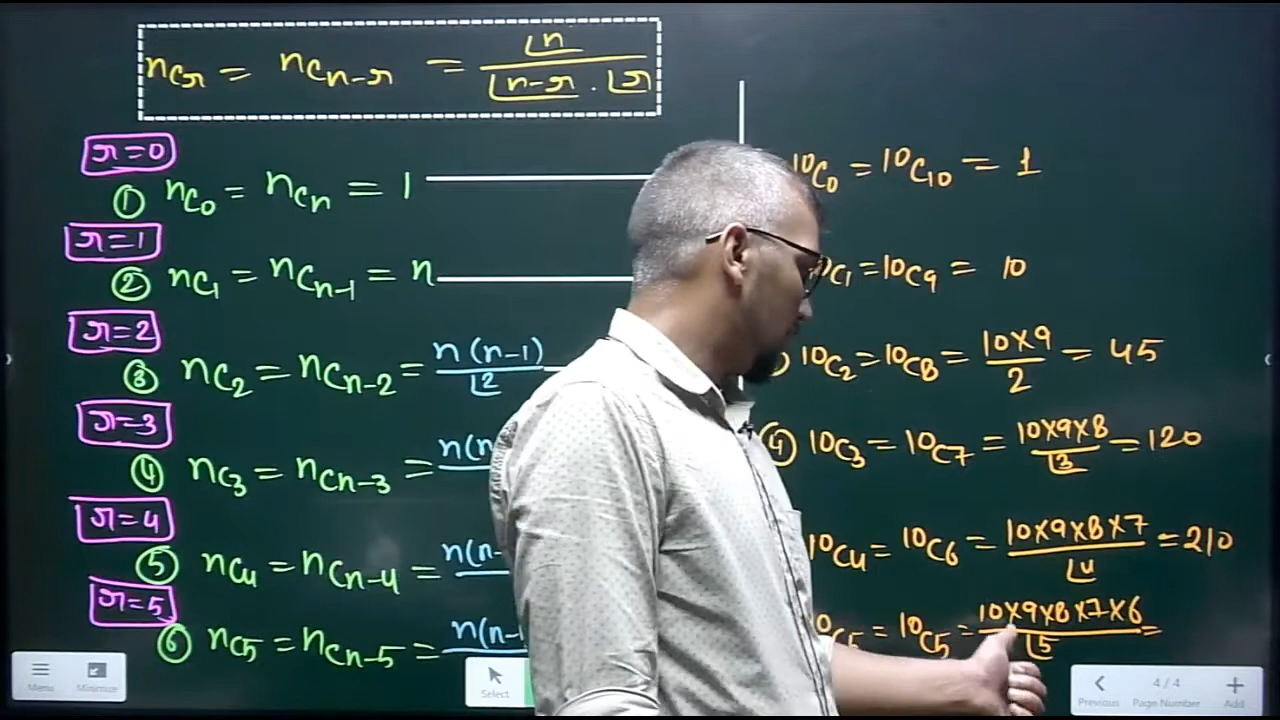 nCr = nCn-r = ⌊n / ⌊n-r . ⌊r
r=0
① nC0 = nCn = 1
10C0 = 10C10 = 1
r=1
② nC1 = nCn-1 = n
0C1 = 10C9 = 10
r=2
③ nC2 = nCn-2 = n(n-1) / ⌊2
10C2 = 10C8 = 10×9 / 2 = 45
r=3
④ nC3 = nCn-3 = n(n
④ 10C3 = 10C7 = 10×9×8 / ⌊3 = 120
r=4
⑤ nC4 = nCn-4 = n(n-
10C4 = 10C6 = 10×9×8×7 / ⌊4 = 210
r=5
⑥ nC5 = nCn-5 = n(n-1
0C5 = 10C5 = 10×9×8×7×6 / ⌊5 =
Menu Minimize
Select
Previous 4/4 Page Number Add